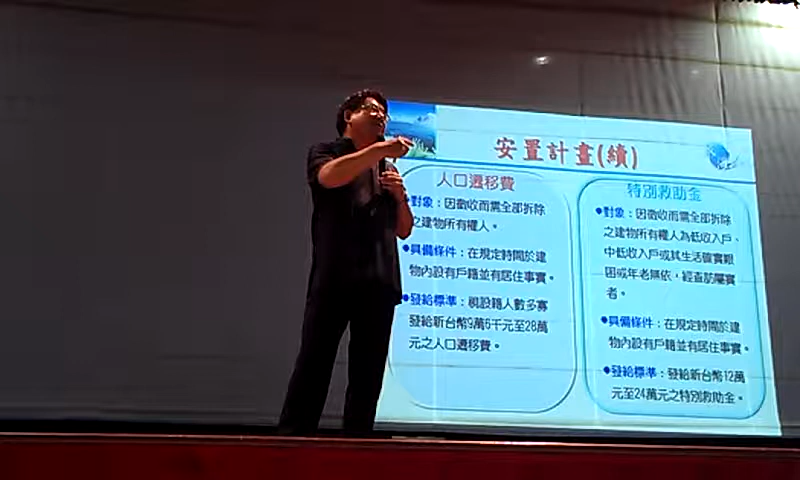 安置計畫(續)
人口遷移費
•對象：因徵收而需全部拆除
之建物所有權人。
•具備條件：在規定時間於建
物內設有戶籍並有居住事實。
•發給標準：視設籍人數多寡
發給新台幣9萬6千元至28萬
元之人口遷移費。
特別救助金
•對象：因徵收而需全部拆除
之建物所有權人為低收入戶、
中低收入戶或其生活確實艱
困或年老無依，經查訪屬實
者。
•具備條件：在規定時間於建
物內設有戶籍並有居住事實。
•發給標準：發給新台幣12萬
元至24萬元之特別救助金。